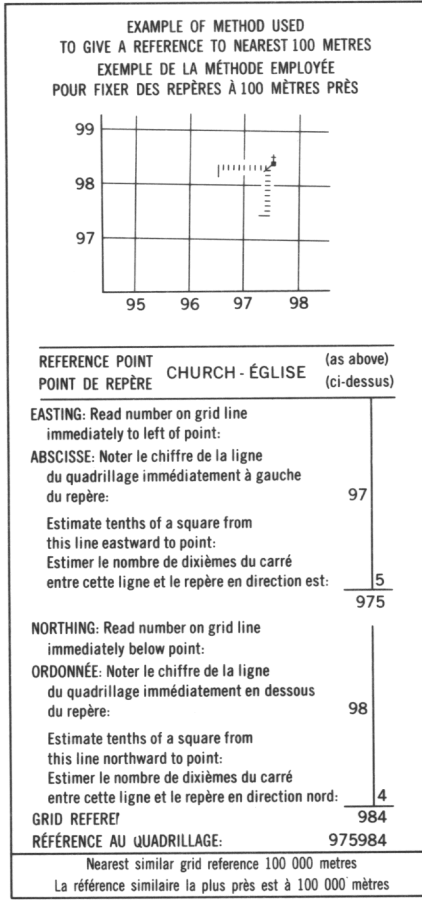 EXAMPLE OF METHOD USED
TO GIVE A REFERENCE TO NEAREST 100 METRES
EXEMPLE DE LA MÉTHODE EMPLOYÉE
POUR FIXER DES REPÈRES À 100 MÈTRES PRÈS
99
98
97
95 96 97 98
REFERENCE POINT
POINT DE REPÈRE
CHURCH - ÉGLISE
(as above)
(ci-dessus)
EASTING: Read number on grid line
immediately to left of point:
ABSCISSE: Noter le chiffre de la ligne
du quadrillage immédiatement à gauche
du repère: 97
Estimate tenths of a square from
this line eastward to point:
Estimer le nombre de dixièmes du carré
entre cette ligne et le repère en direction est: 5
975
NORTHING: Read number on grid line
immediately below point:
ORDONNÉE: Noter le chiffre de la ligne
du quadrillage immédiatement en dessous
du repère: 98
Estimate tenths of a square from
this line northward to point:
Estimer le nombre de dixièmes du carré
entre cette ligne et le repère en direction nord: 4
GRID 984
RÉFÉRENCE AU QUADRILLAGE: 975984
Nearest similar grid reference 100 000 metres
La référence similaire la plus près est à 100 000 mètres